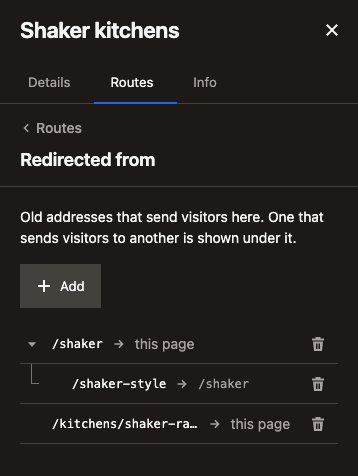 Shaker kitchens
Details Routes Info
Routes
Redirected from
Old addresses that send visitors here. One that
sends visitors to another is shown under it.
Add
/shaker → this page
/shaker-style → /shaker
/kitchens/shaker-ra… → this page